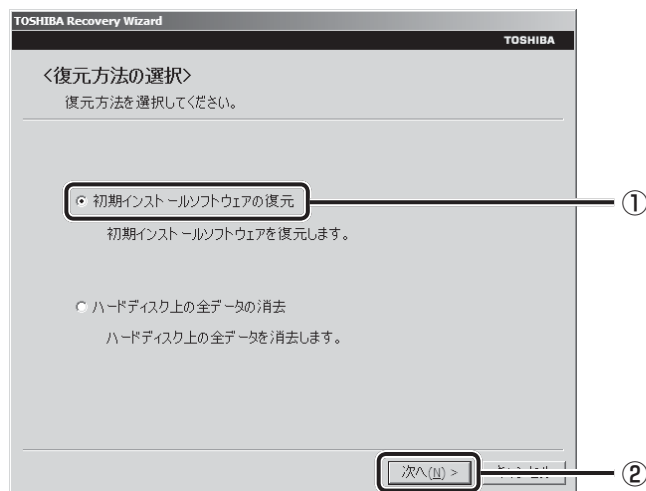 TOSHIBA Recovery Wizard
TOSHIBA
<復元方法の選択>
復元方法を選択してください。
初期インストールソフトウェアの復元
①
初期インストールソフトウェアを復元します。
ハードディスク上の全データの消去
ハードディスク上の全データを消去します。
次へ(N) >
②